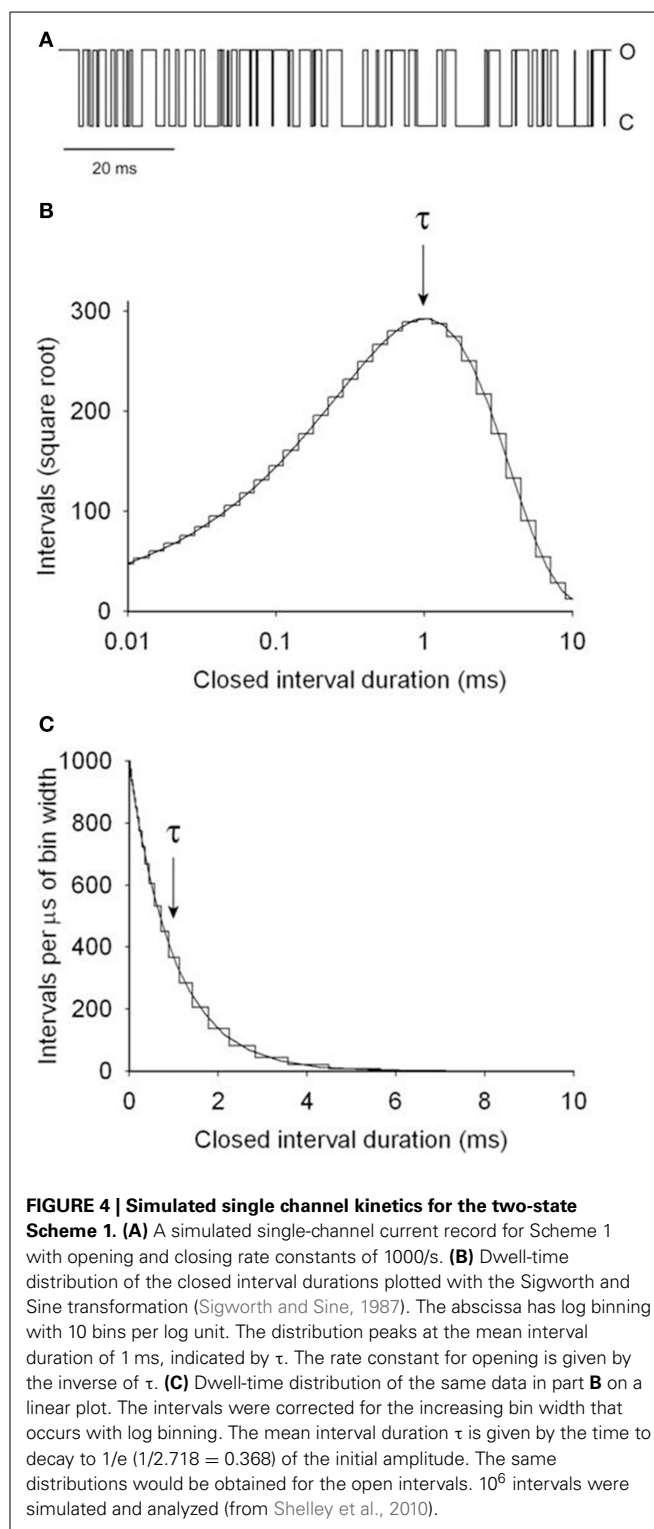 A
O
C
20 ms
B
τ
300
200
100
0
Intervals (square root)
0.01 0.1 1 10
Closed interval duration (ms)
C
1000
800
600
400
200
0
τ
Intervals per μs of bin width
0 2 4 6 8 10
Closed interval duration (ms)
FIGURE 4 | Simulated single channel kinetics for the two-state
Scheme 1. (A) A simulated single-channel current record for Scheme 1
with opening and closing rate constants of 1000/s. (B) Dwell-time
distribution of the closed interval durations plotted with the Sigworth and
Sine transformation (Sigworth and Sine, 1987). The abscissa has log binning
with 10 bins per log unit. The distribution peaks at the mean interval
duration of 1 ms, indicated by τ. The rate constant for opening is given by
the inverse of τ. (C) Dwell-time distribution of the same data in part B on a
linear plot. The intervals were corrected for the increasing bin width that
occurs with log binning. The mean interval duration τ is given by the time to
decay to 1/e (1/2.718 = 0.368) of the initial amplitude. The same
distributions would be obtained for the open intervals. 10⁶ intervals were
simulated and analyzed (from Shelley et al., 2010).